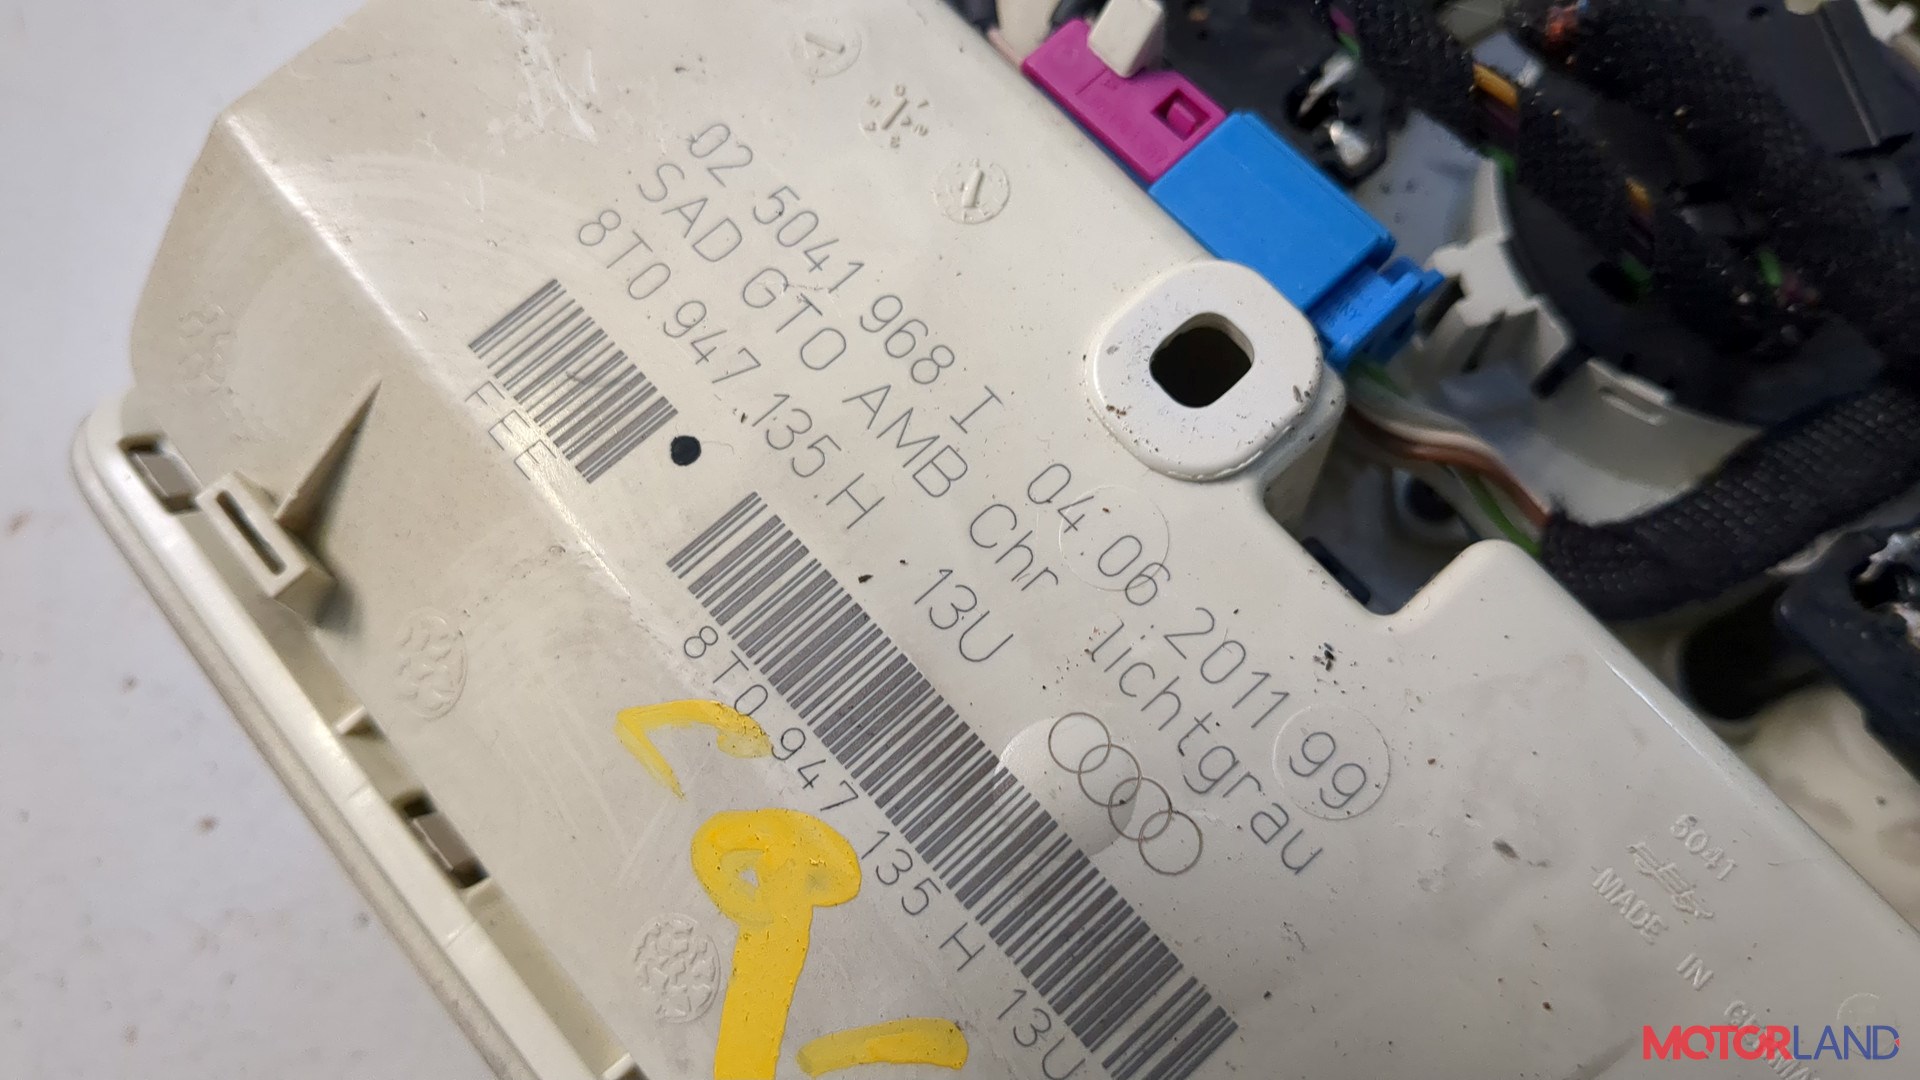 02 5041 968 I 04.06.2011 99
SAD GTO AMB Chr lichtgrau
8T0 947 135 H 13U
FEE
8T0 947 135 H 13U
5041
MADE IN
MOTORLAND